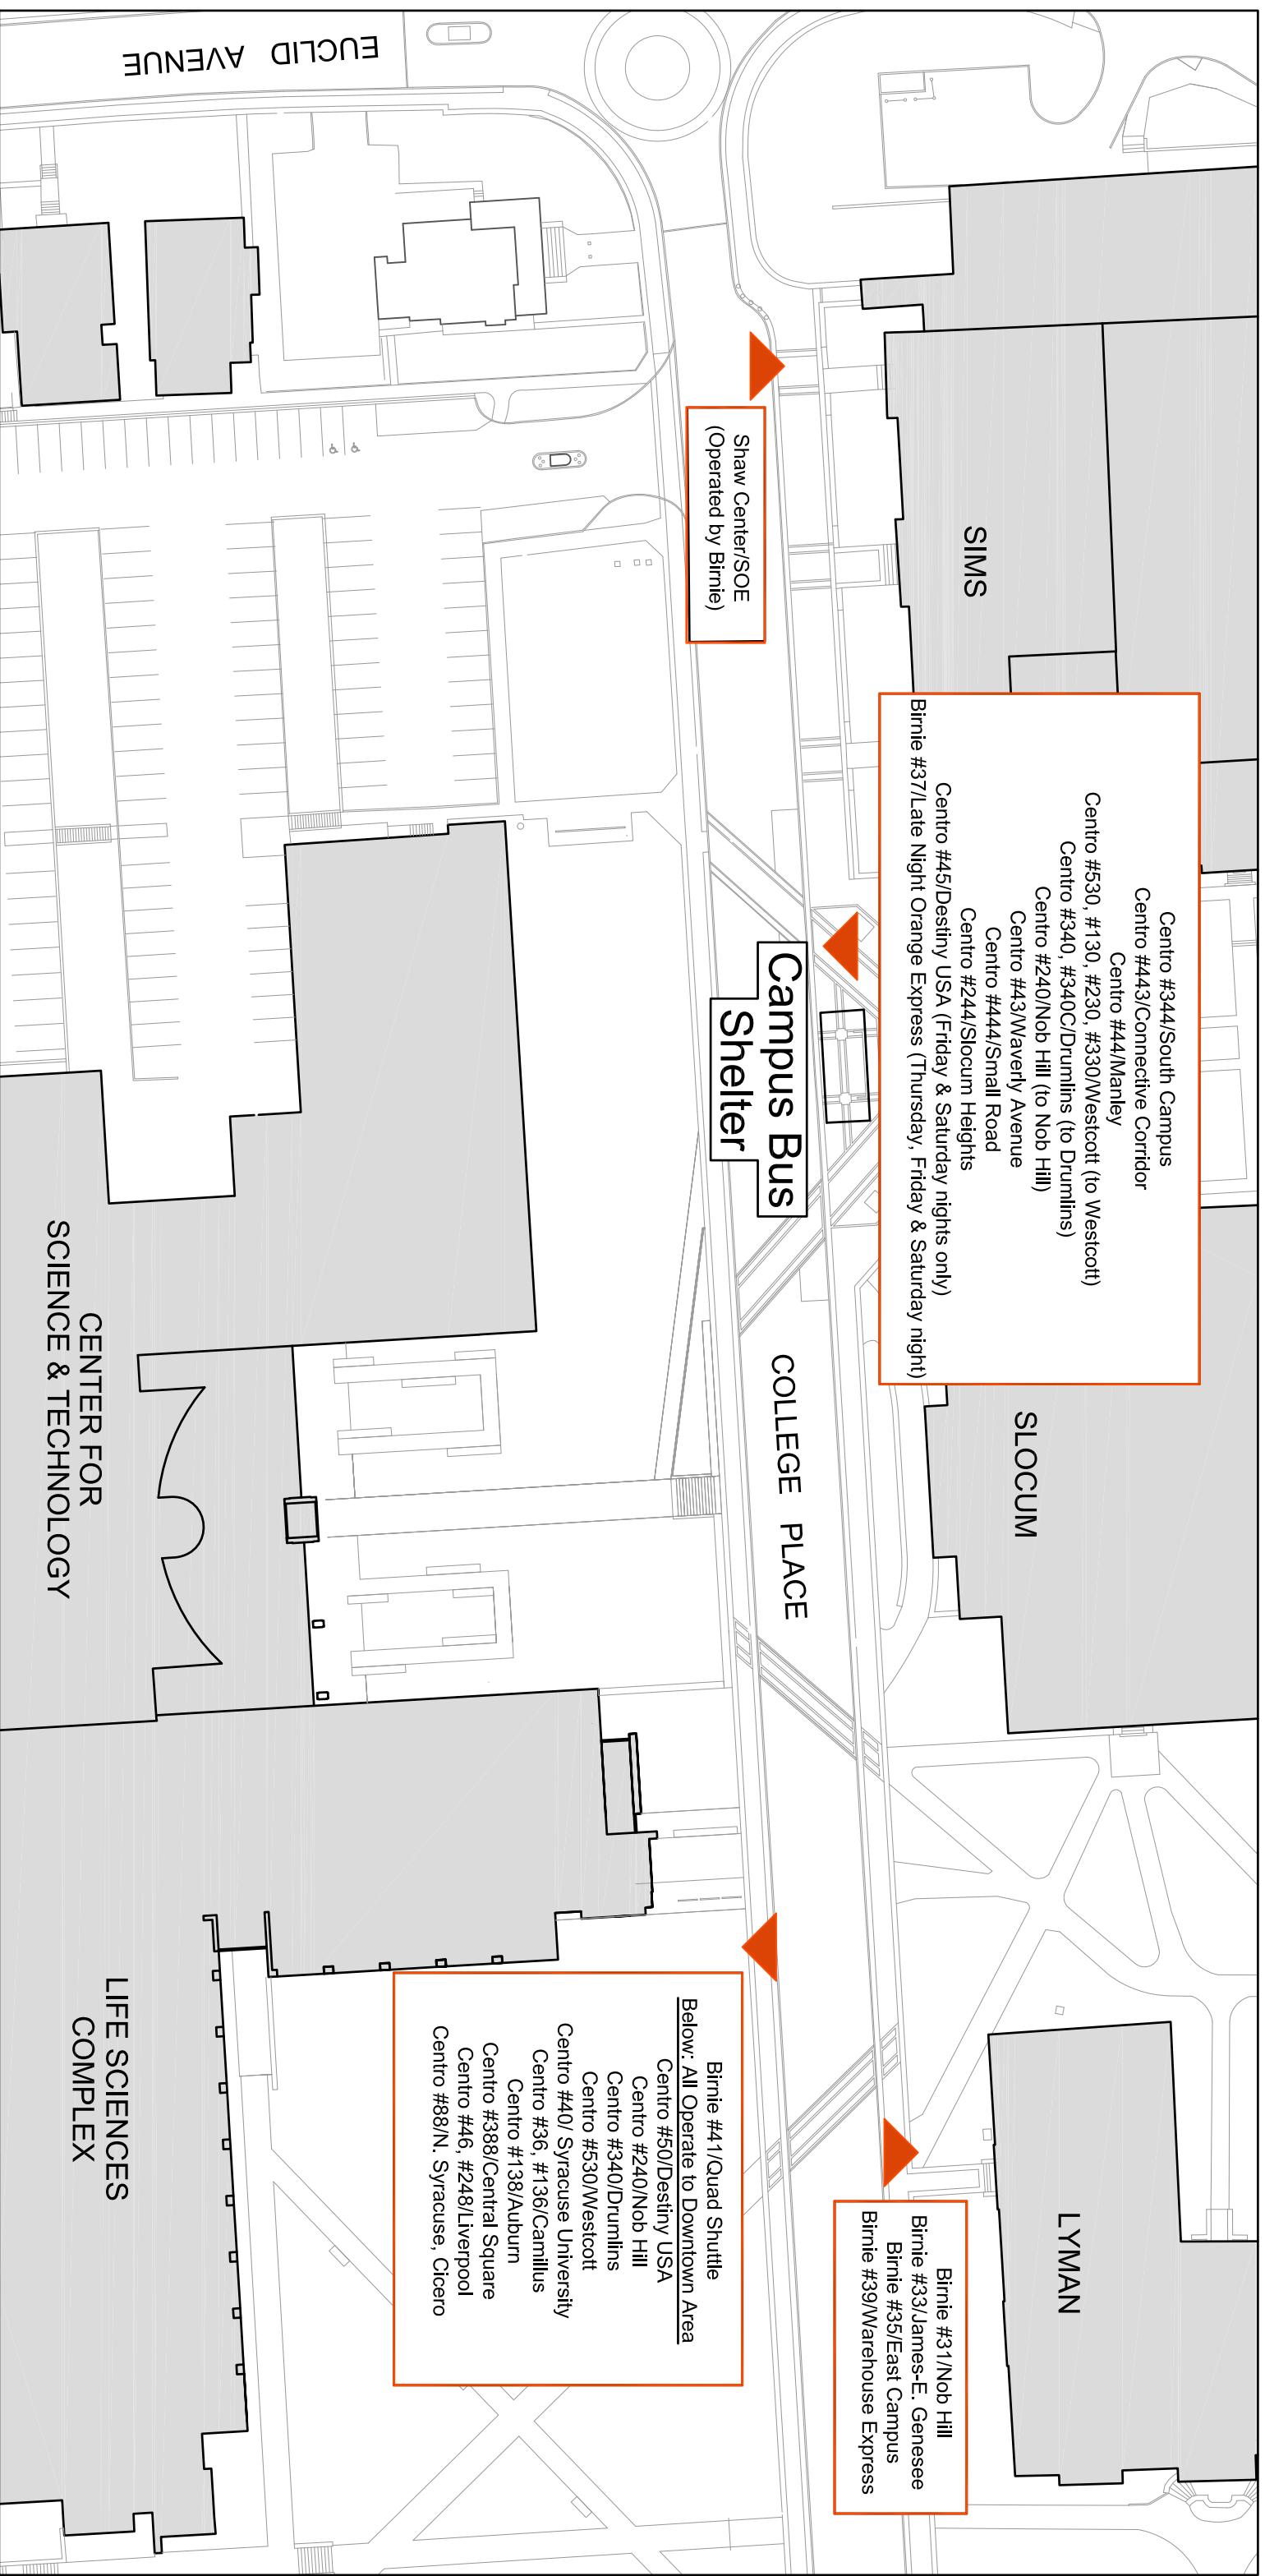 EUCLID AVENUE
SIMS
SLOCUM
LYMAN
Centro #344/South Campus
Centro #443/Connective Corridor
Centro #44/Manley
Centro #530, #130, #230, #330/Westcott (to Westcott)
Centro #340, #340C/Drumlins (to Drumlins)
Centro #240/Nob Hill (to Nob Hill)
Centro #43/Waverly Avenue
Centro #444/Small Road
Centro #244/Slocum Heights
Centro #45/Destiny USA (Friday & Saturday nights only)
Birnie #37/Late Night Orange Express (Thursday, Friday & Saturday night)
Birnie #31/Nob Hill
Birnie #33/James-E. Genesee
Birnie #35/East Campus
Birnie #39/Warehouse Express
Shaw Center/SOE
(Operated by Birnie)
Campus Bus
Shelter
COLLEGE PLACE
Birnie #41/Quad Shuttle
Below: All Operate to Downtown Area
Centro #50/Destiny USA
Centro #240/Nob Hill
Centro #340/Drumlins
Centro #530/Westcott
Centro #40/ Syracuse University
Centro #36, #136/Camillus
Centro #138/Auburn
Centro #388/Central Square
Centro #46, #248/Liverpool
Centro #88/N. Syracuse, Cicero
CENTER FOR
SCIENCE & TECHNOLOGY
LIFE SCIENCES
COMPLEX